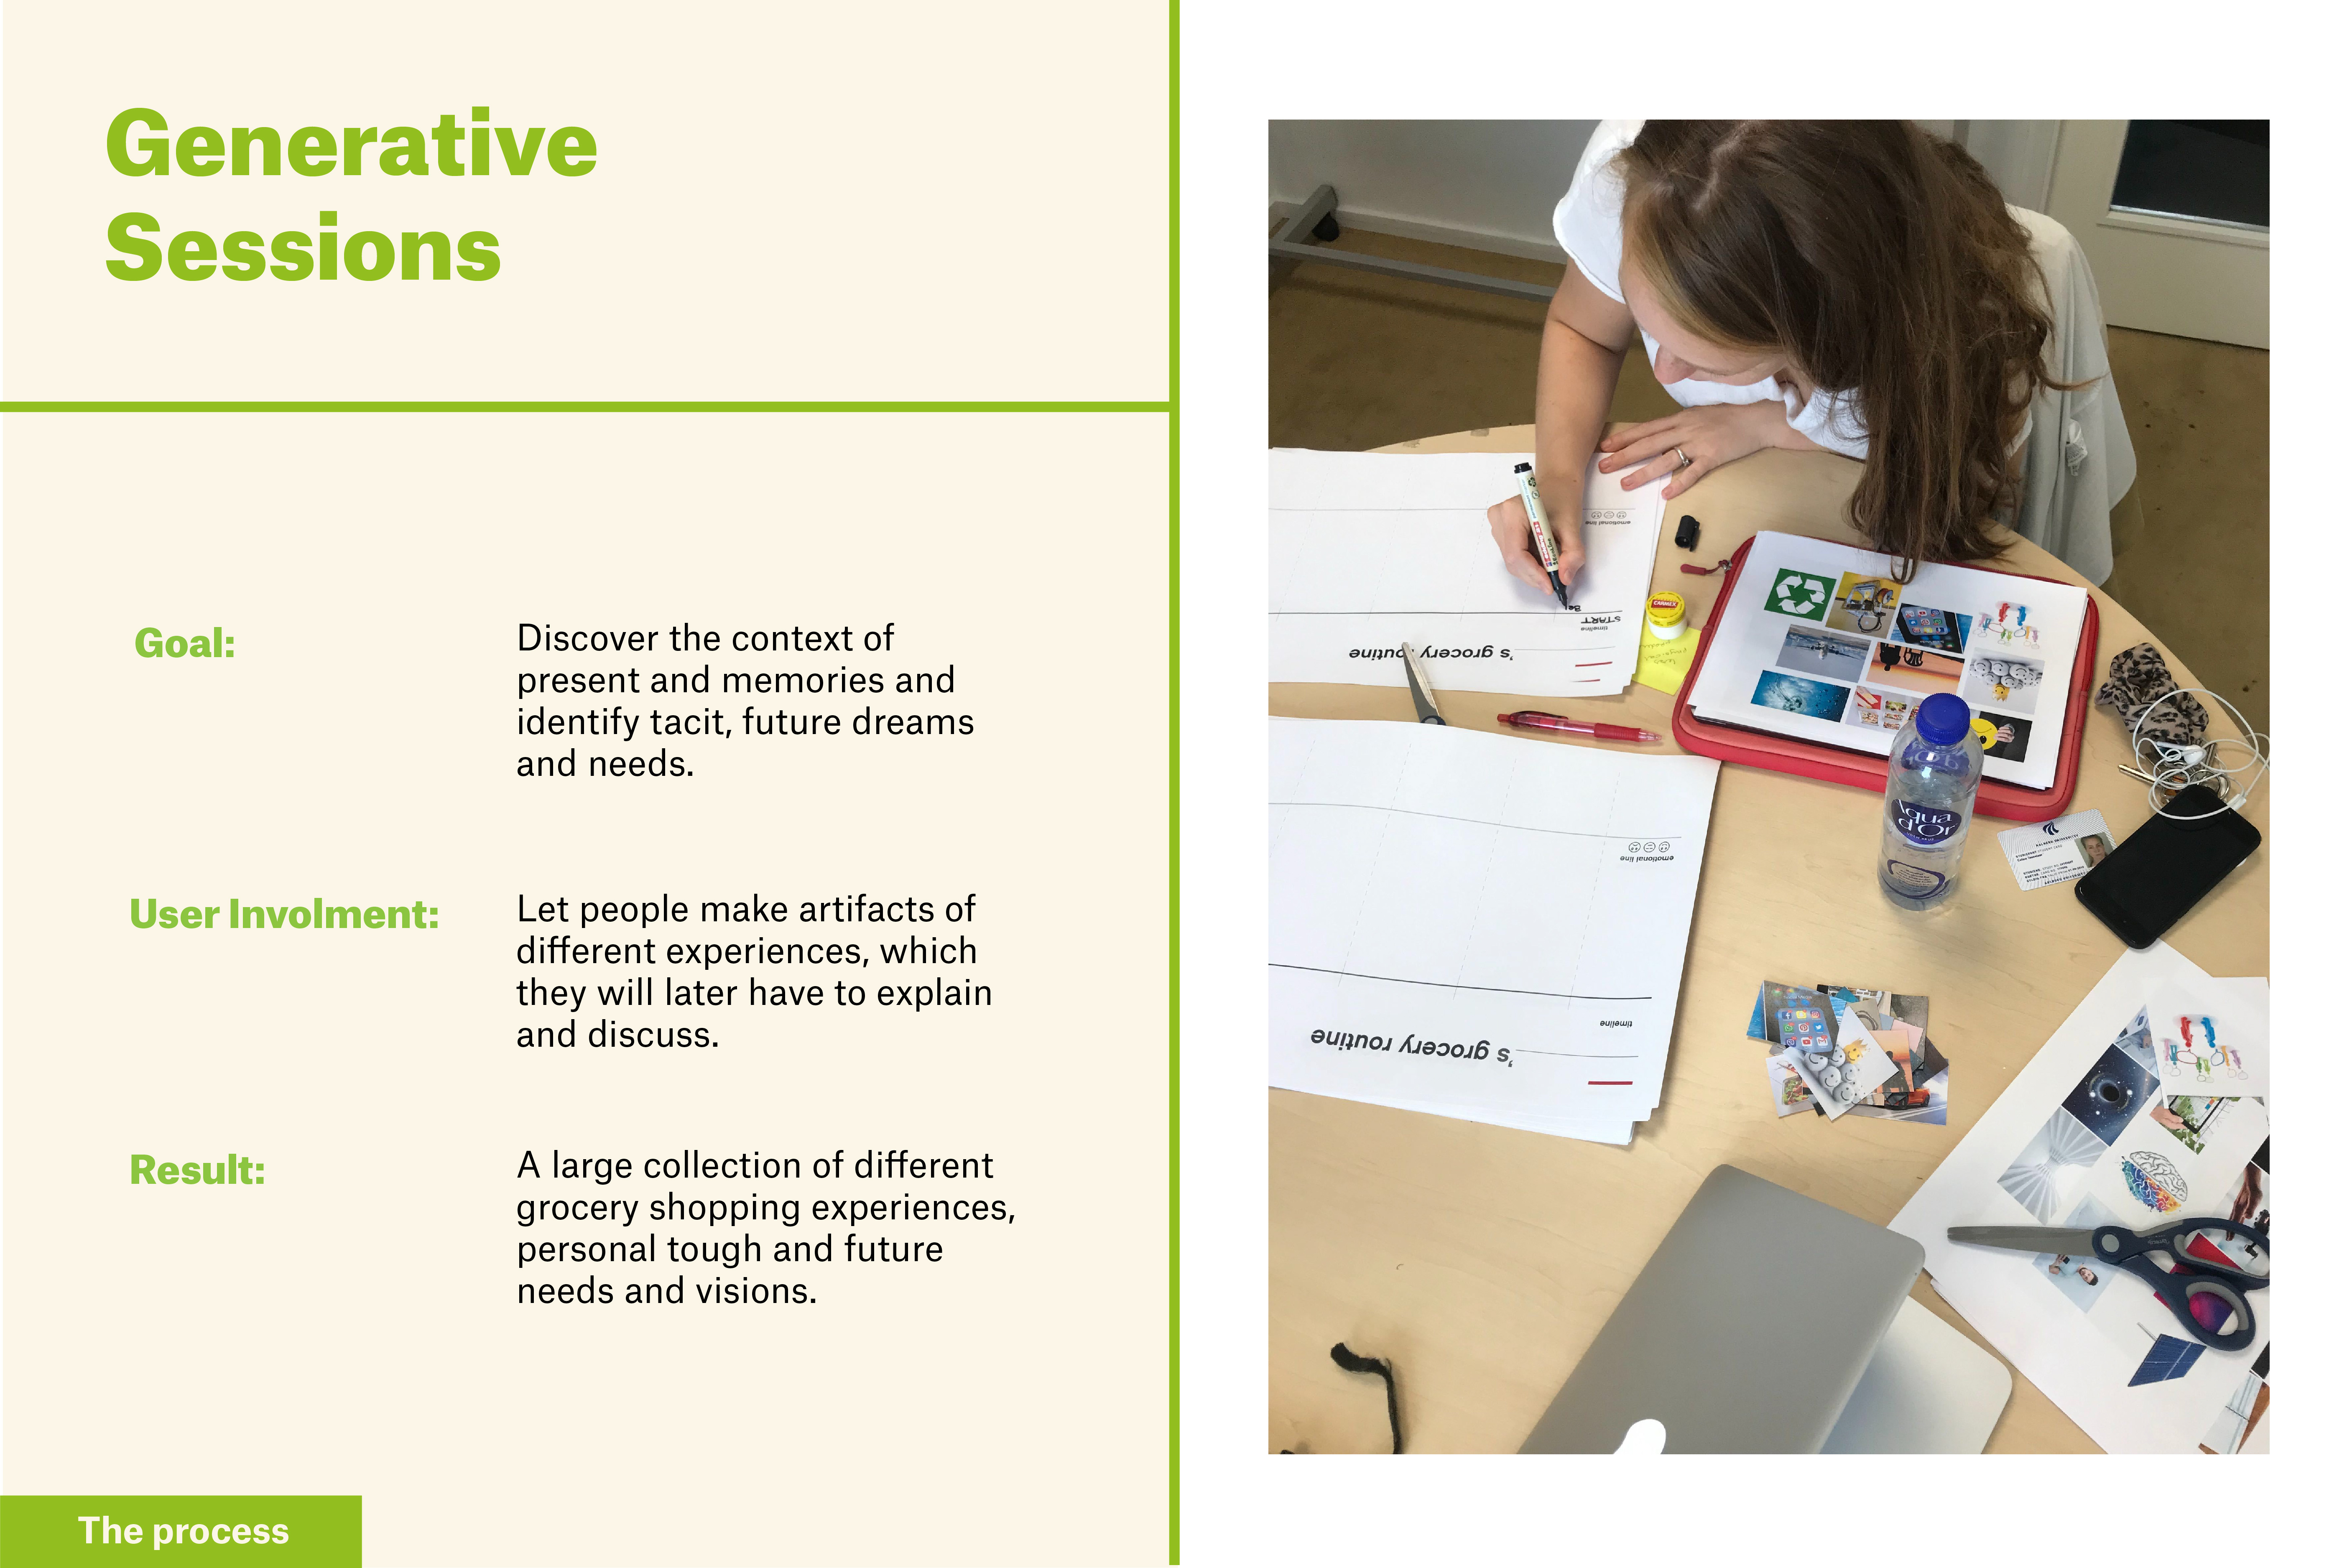 Generative
Sessions
Goal:
Discover the context of
present and memories and
identify tacit, future dreams
and needs.
User Involment:
Let people make artifacts of
different experiences, which
they will later have to explain
and discuss.
Result:
A large collection of different
grocery shopping experiences,
personal tough and future
needs and visions.
The process
emotional line
START
timeline
's grocery routine
CARMEX
qua
d'Or
emotional line
timeline
's grocery routine